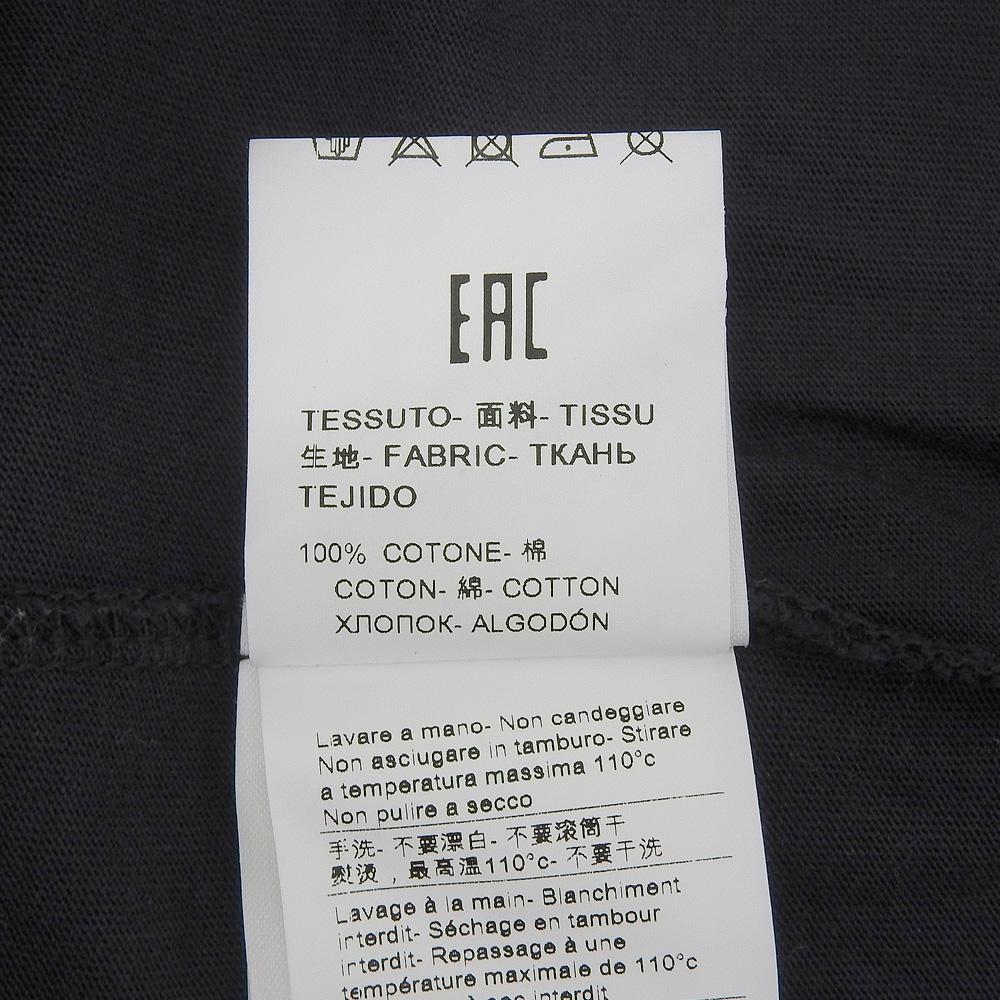 EAC
TESSUTO- 面料- TISSU
生地- FABRIC- ТКАНЬ
TEJIDO
100% COTONE- 棉
COTON- 綿- COTTON
ХЛОПОК- ALGODÓN
Lavare a mano- Non candeggiare
Non asciugare in tamburo- Stirare
a temperatura massima 110°c
Non pulire a secco
手洗- 不要漂白- 不要滚筒干
熨烫，最高温110°c- 不要干洗
Lavage à la main- Blanchiment
interdit- Séchage en tambour
interdit- Repassage à une
température maximale de 110°c
interdit